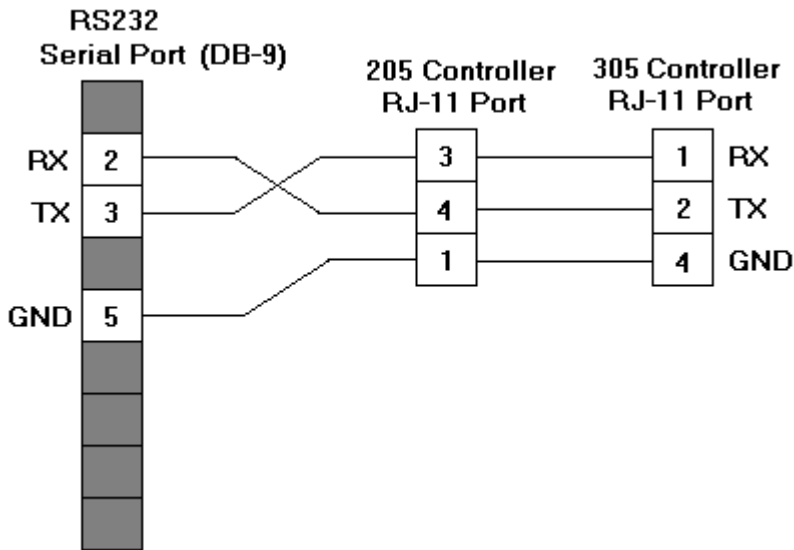 RS232
Serial Port (DB-9)
205 Controller
RJ-11 Port
305 Controller
RJ-11 Port
RX 2 3 1 RX
TX 3 4 2 TX
1 4 GND
GND 5